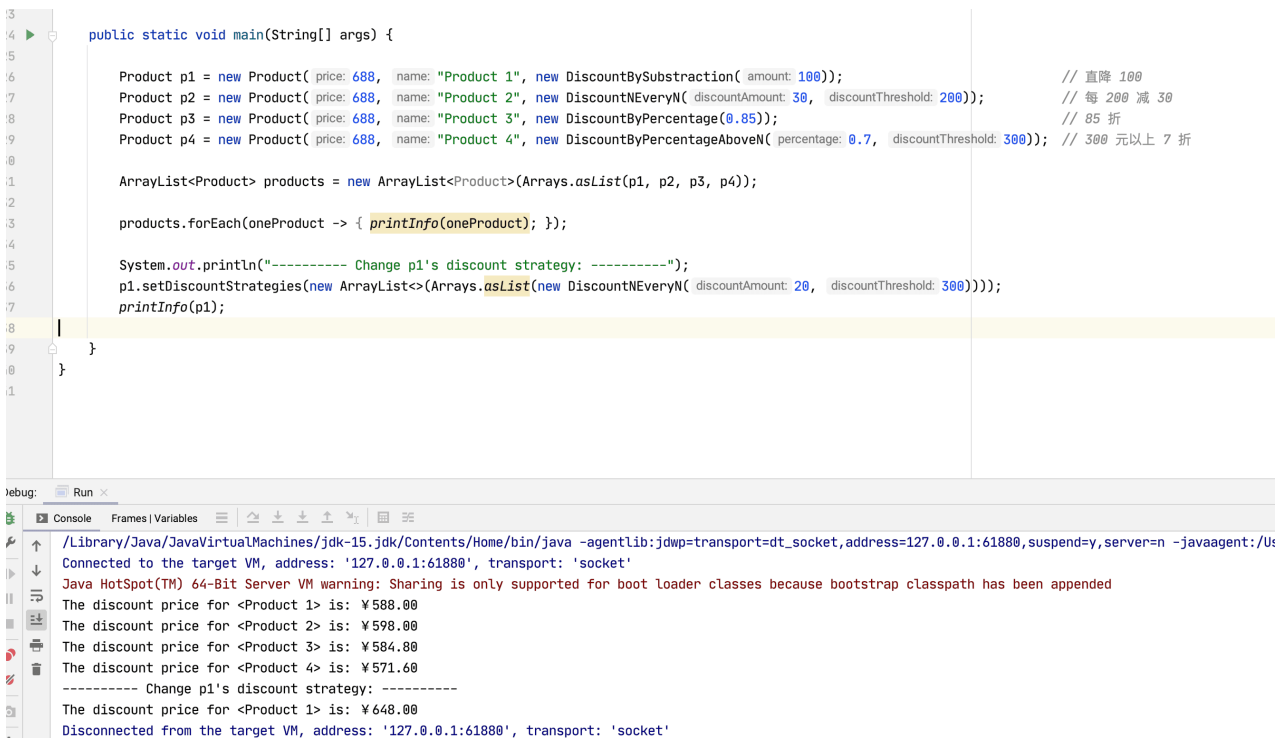 23
24 public static void main(String[] args) {
25
26 Product p1 = new Product( price: 688, name: "Product 1", new DiscountBySubstraction( amount: 100)); // 直降 100
27 Product p2 = new Product( price: 688, name: "Product 2", new DiscountNEveryN( discountAmount: 30, discountThreshold: 200)); // 每 200 减 30
28 Product p3 = new Product( price: 688, name: "Product 3", new DiscountByPercentage(0.85)); // 85 折
29 Product p4 = new Product( price: 688, name: "Product 4", new DiscountByPercentageAboveN( percentage: 0.7, discountThreshold: 300)); // 300 元以上 7 折
ArrayList<Product> products = new ArrayList<Product>(Arrays.asList(p1, p2, p3, p4));
products.forEach(oneProduct -> { printInfo(oneProduct); });
System.out.println("---------- Change p1's discount strategy: ----------");
p1.setDiscountStrategies(new ArrayList<>(Arrays.asList(new DiscountNEveryN( discountAmount: 20, discountThreshold: 300))));
printInfo(p1);
}
}
Debug: Run
Console Frames | Variables
/Library/Java/JavaVirtualMachines/jdk-15.jdk/Contents/Home/bin/java -agentlib:jdwp=transport=dt_socket,address=127.0.0.1:61880,suspend=y,server=n -javaagent:/Us
Connected to the target VM, address: '127.0.0.1:61880', transport: 'socket'
Java HotSpot(TM) 64-Bit Server VM warning: Sharing is only supported for boot loader classes because bootstrap classpath has been appended
The discount price for <Product 1> is: ¥588.00
The discount price for <Product 2> is: ¥598.00
The discount price for <Product 3> is: ¥584.80
The discount price for <Product 4> is: ¥571.60
---------- Change p1's discount strategy: ----------
The discount price for <Product 1> is: ¥648.00
Disconnected from the target VM, address: '127.0.0.1:61880', transport: 'socket'